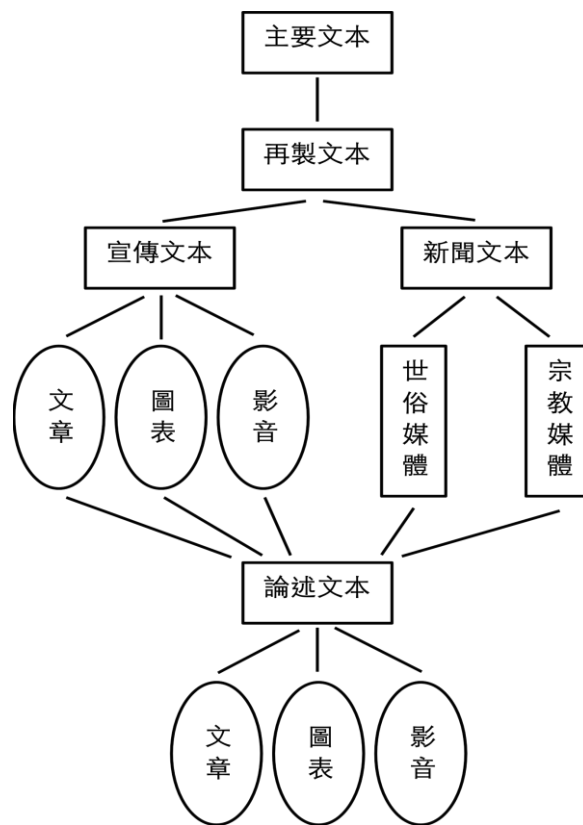 主要文本
再製文本
宣傳文本
新聞文本
文章
圖表
影音
世俗媒體
宗教媒體
論述文本
文章
圖表
影音